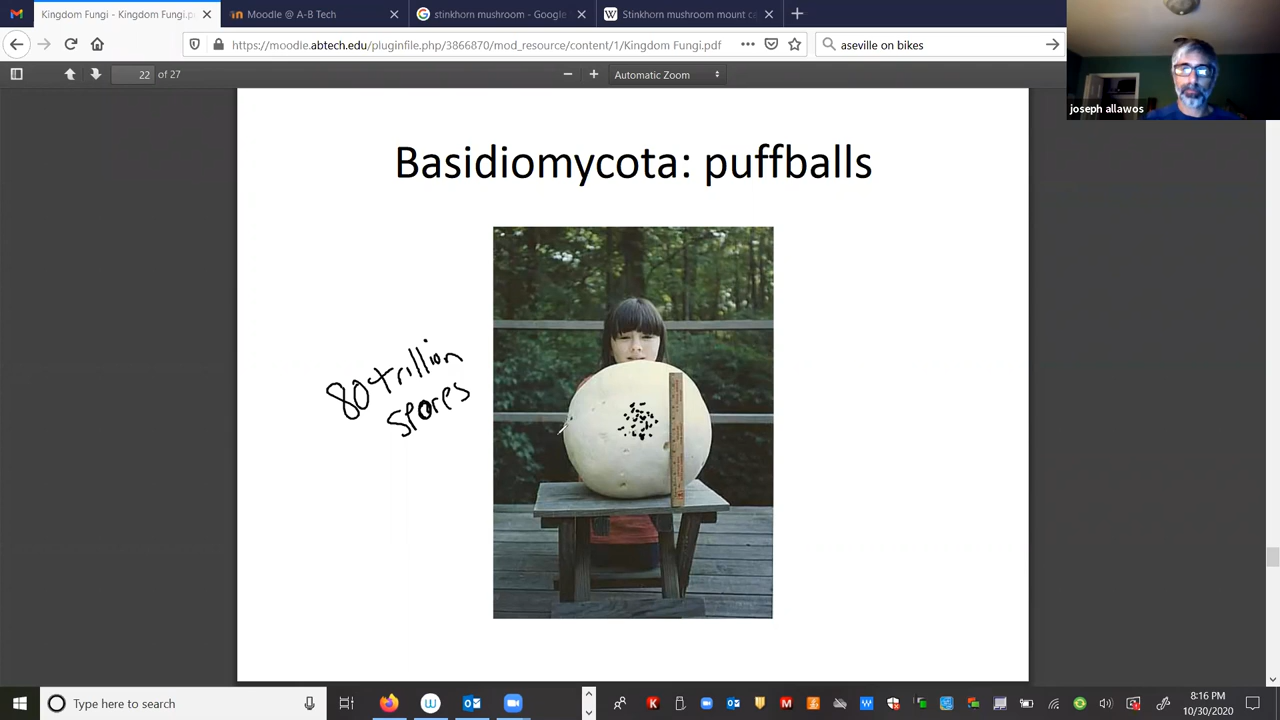 Kingdom Fungi - Kingdom Fungi.p
Moodle @ A-B Tech
stinkhorn mushroom - Google
Stinkhorn mushroom mount ca
https://moodle.abtech.edu/pluginfile.php/3866870/mod_resource/content/1/Kingdom Fungi.pdf
aseville on bikes
22 of 27
Automatic Zoom
joseph allawos
Basidiomycota: puffballs
80 trillion
spores
Type here to search
8:16 PM
10/30/2020